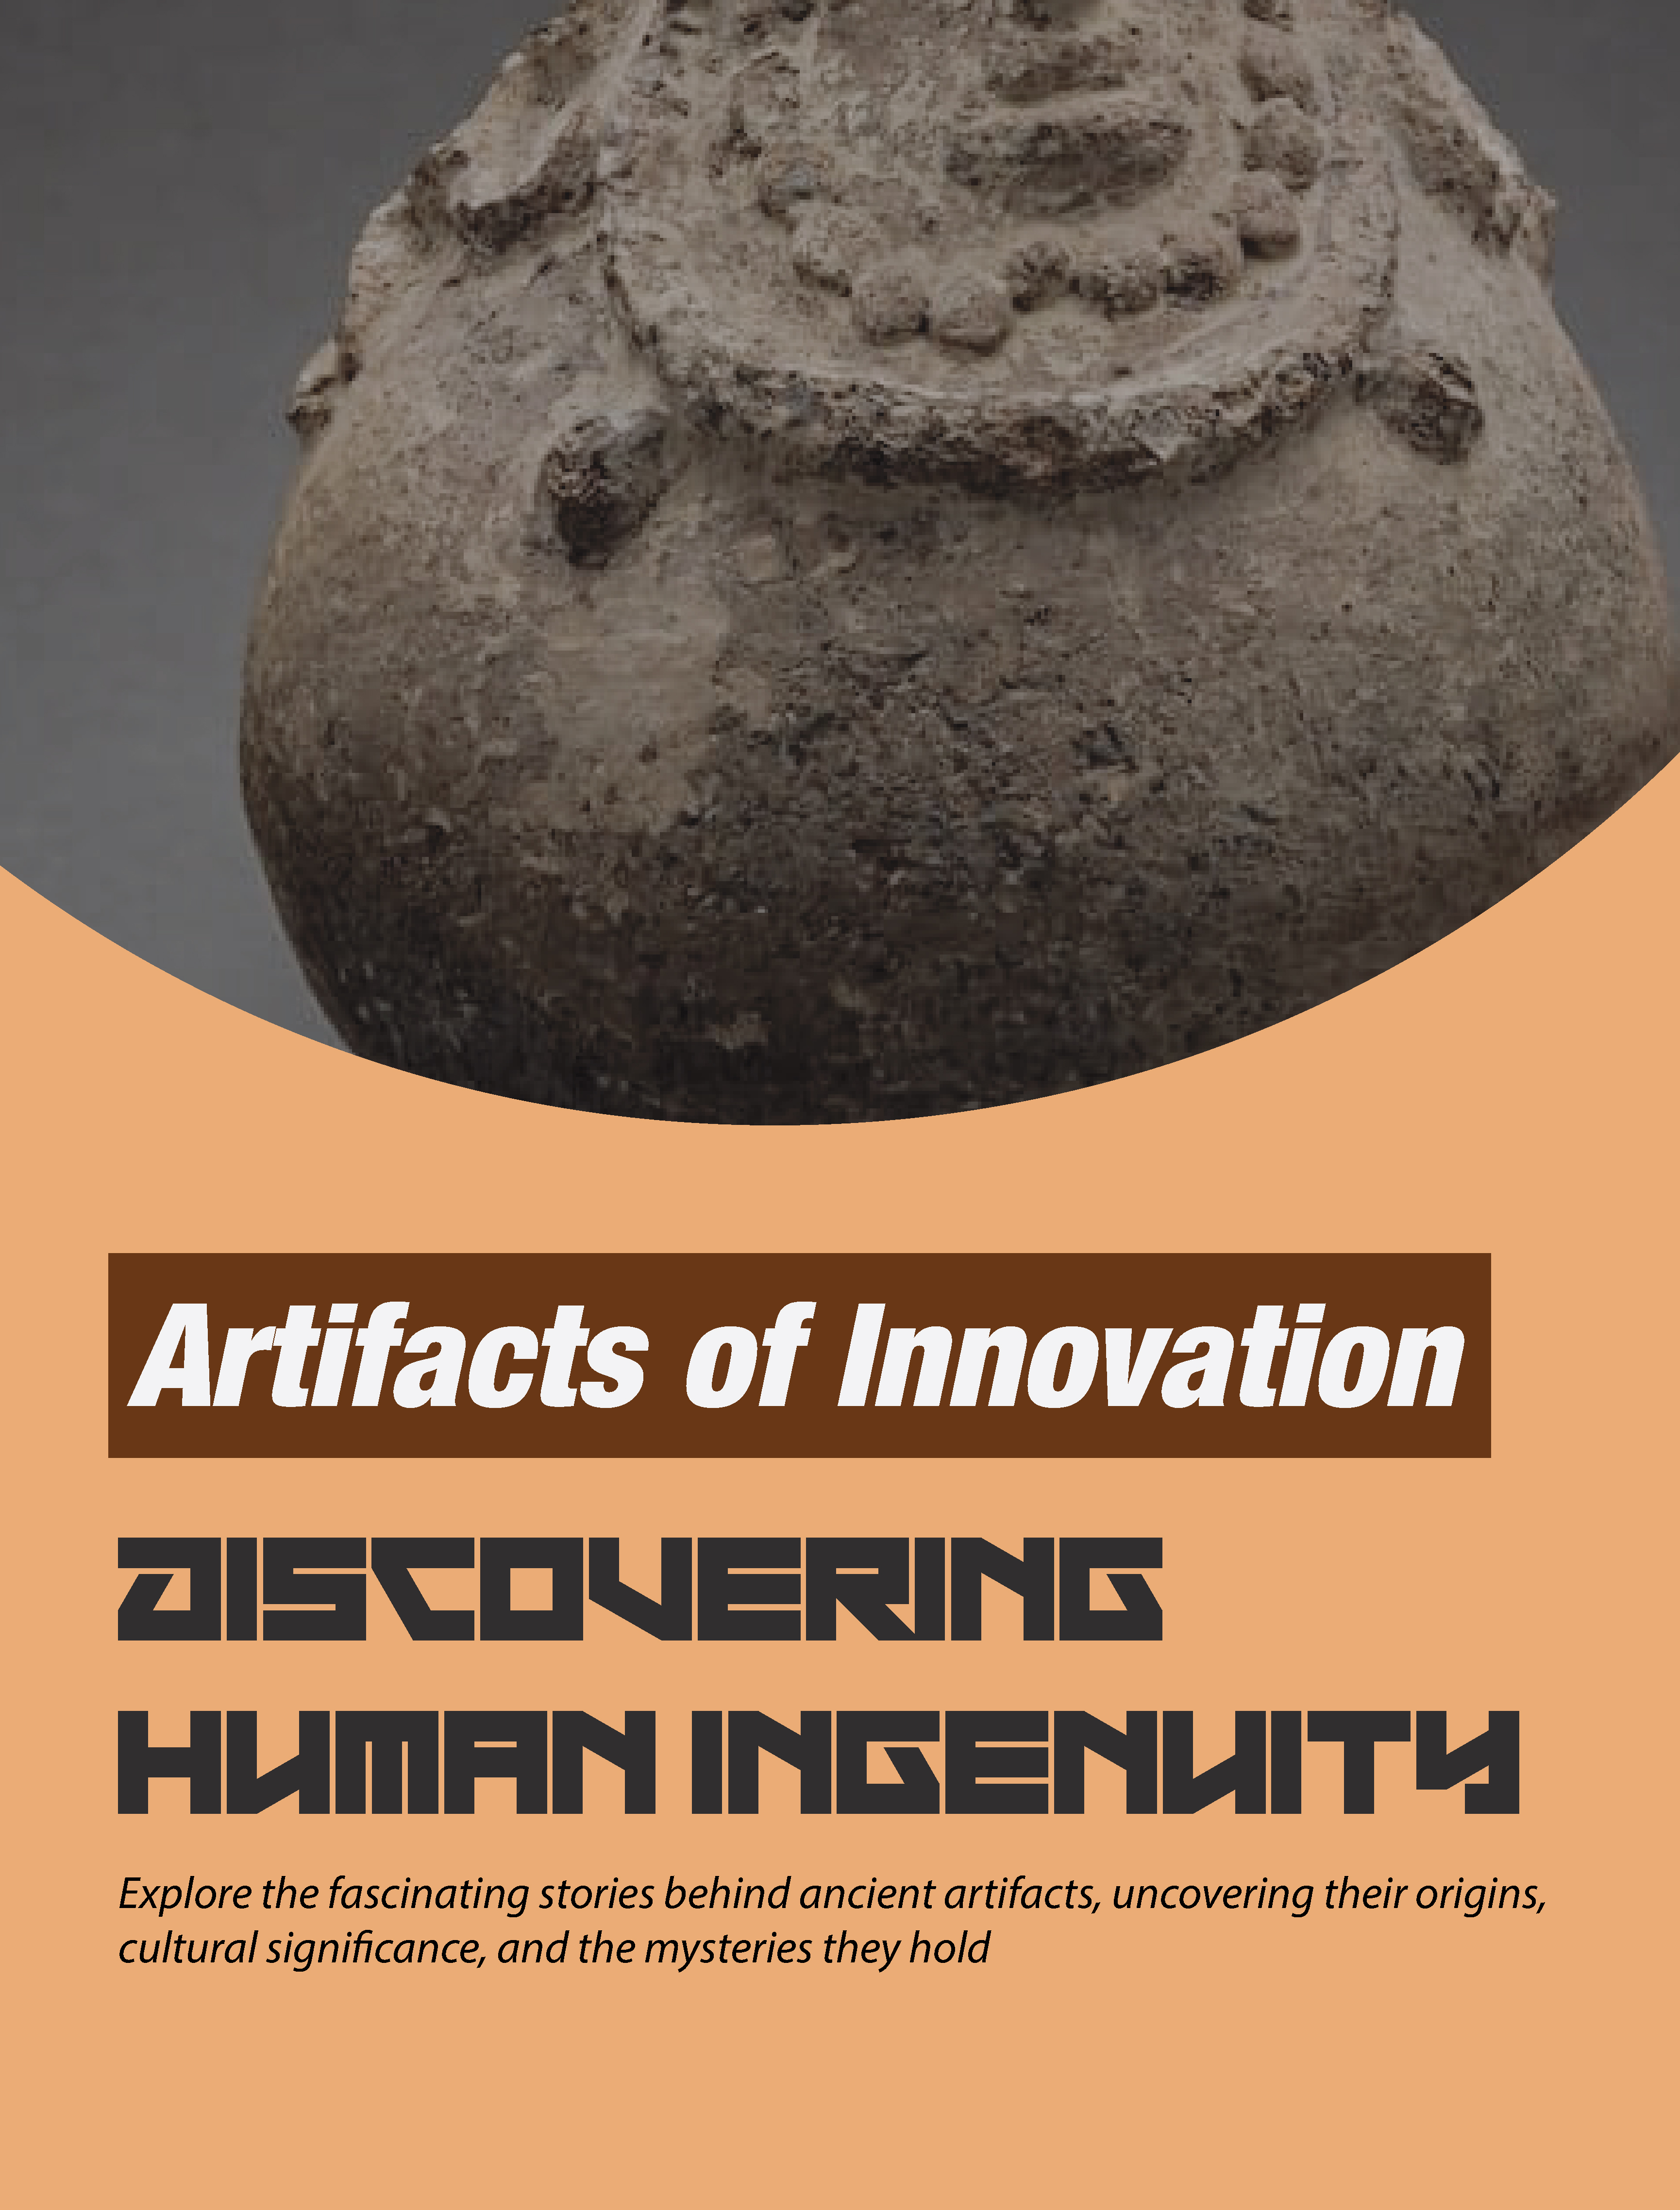 Artifacts of Innovation
DISCOVERING
HUMAN INGENUITY
Explore the fascinating stories behind ancient artifacts, uncovering their origins,
cultural significance, and the mysteries they hold